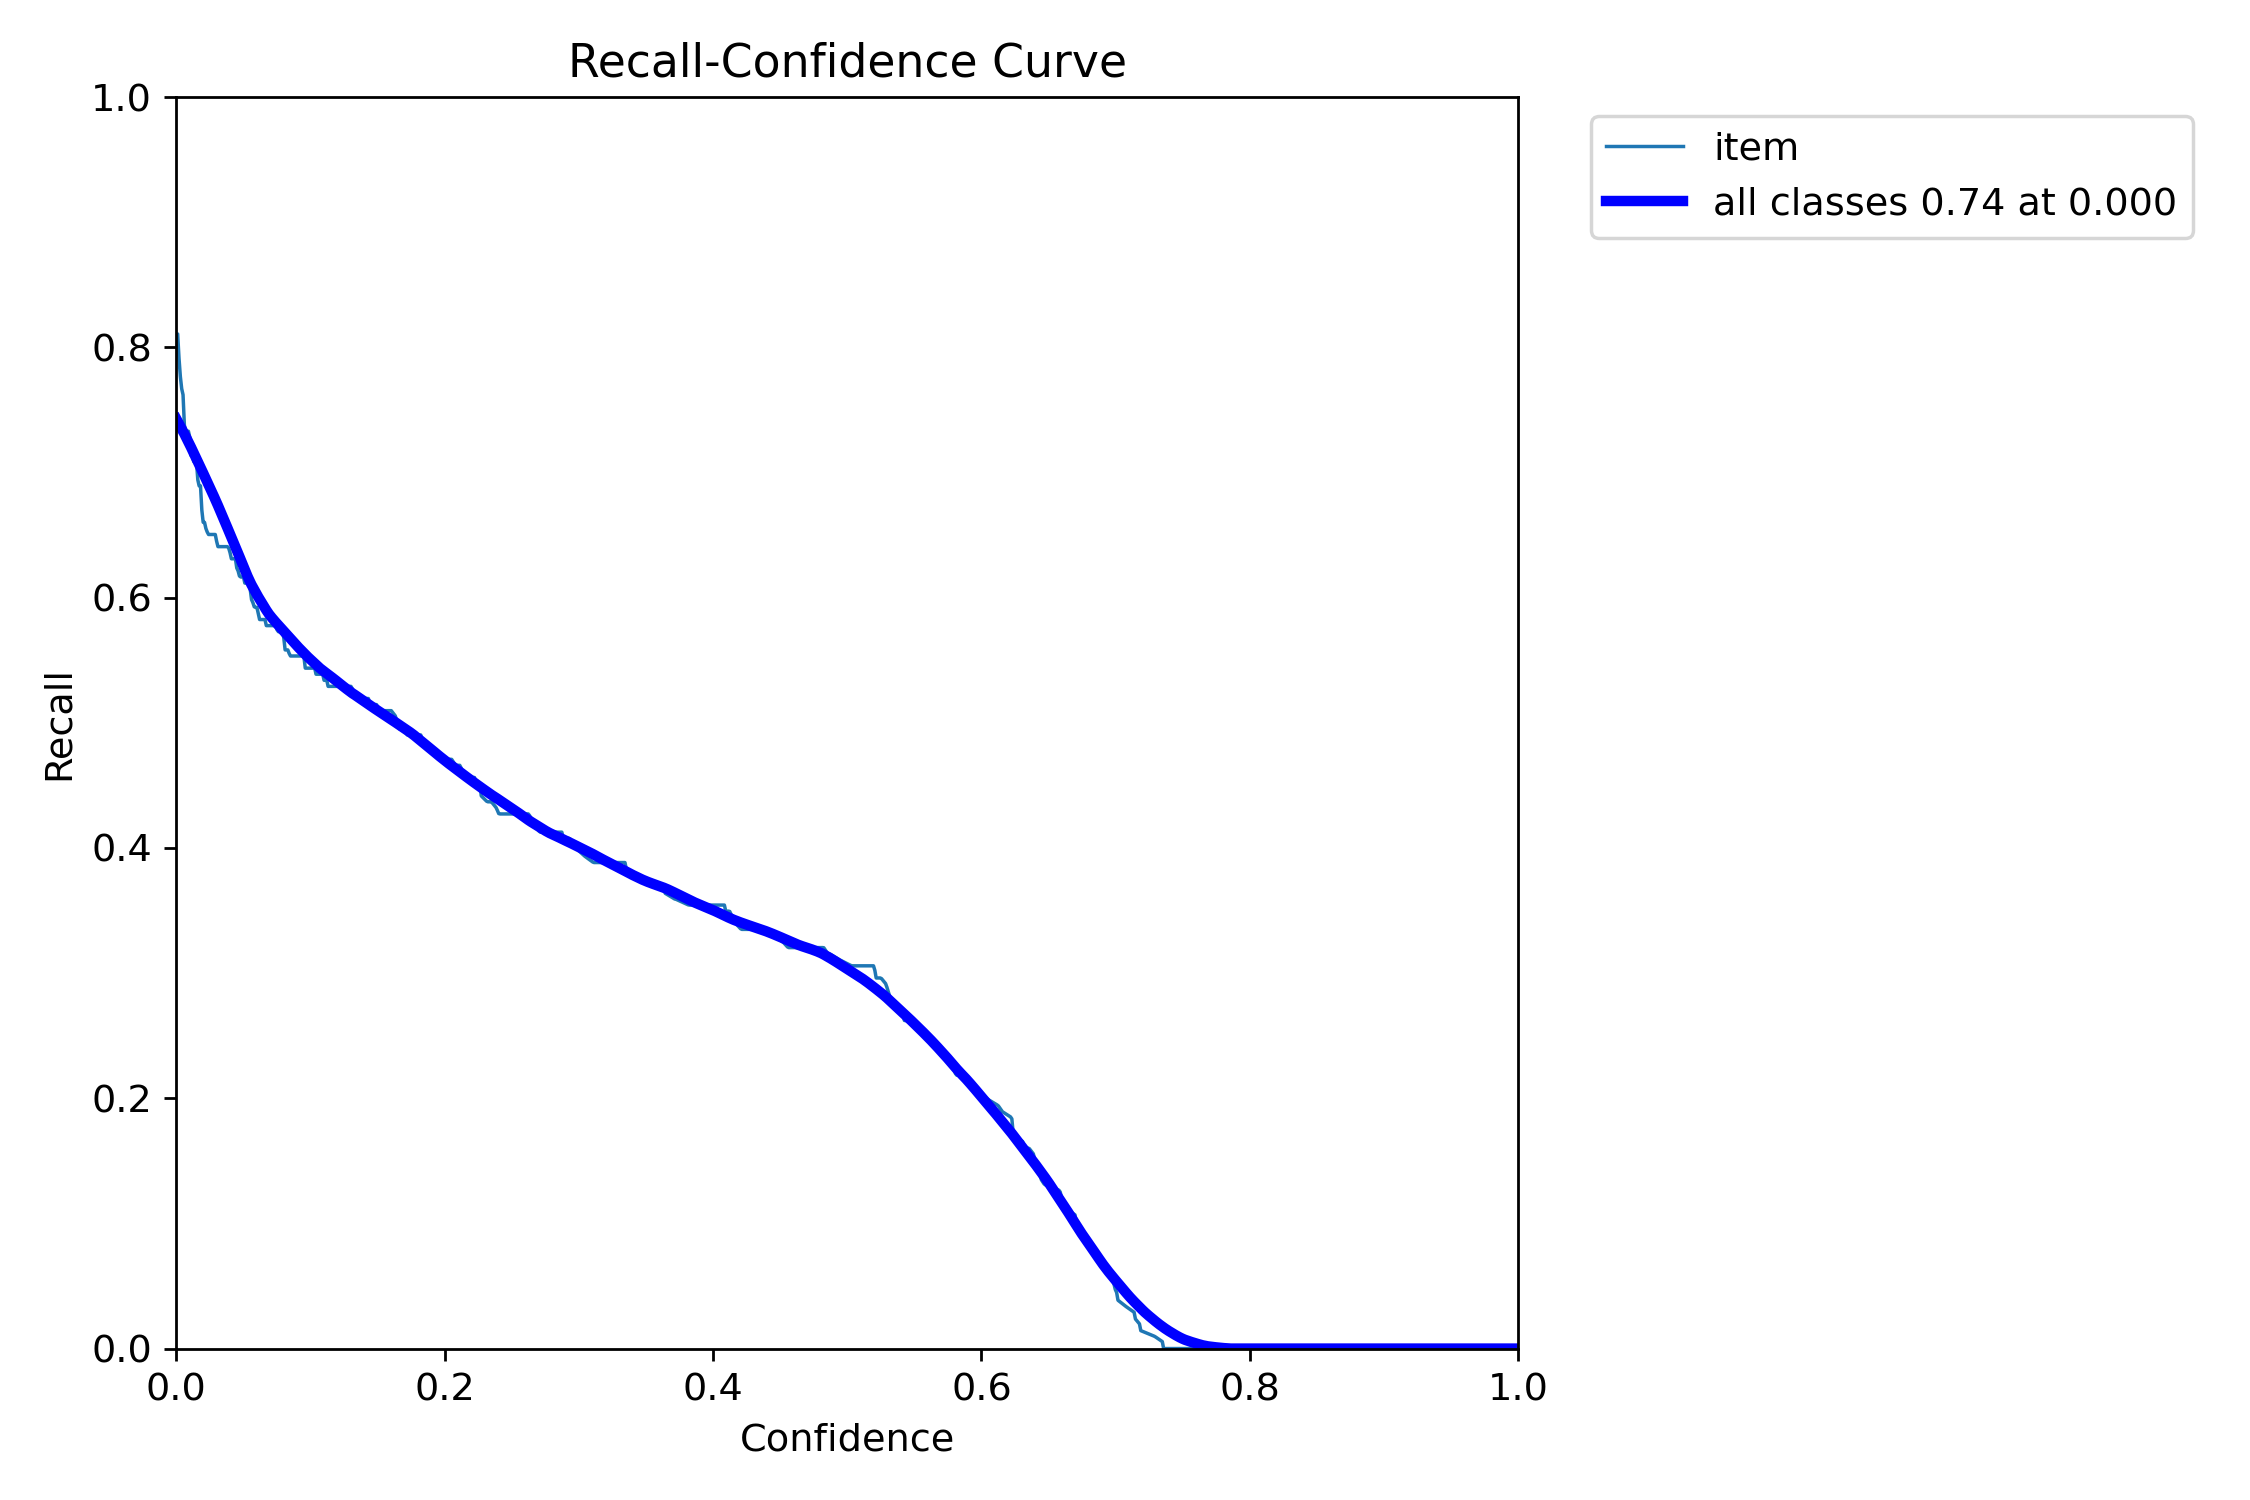 Recall-Confidence Curve
1.0
0.8
0.6
0.4
0.2
0.0
Recall
0.0 0.2 0.4 0.6 0.8 1.0
Confidence
item
all classes 0.74 at 0.000